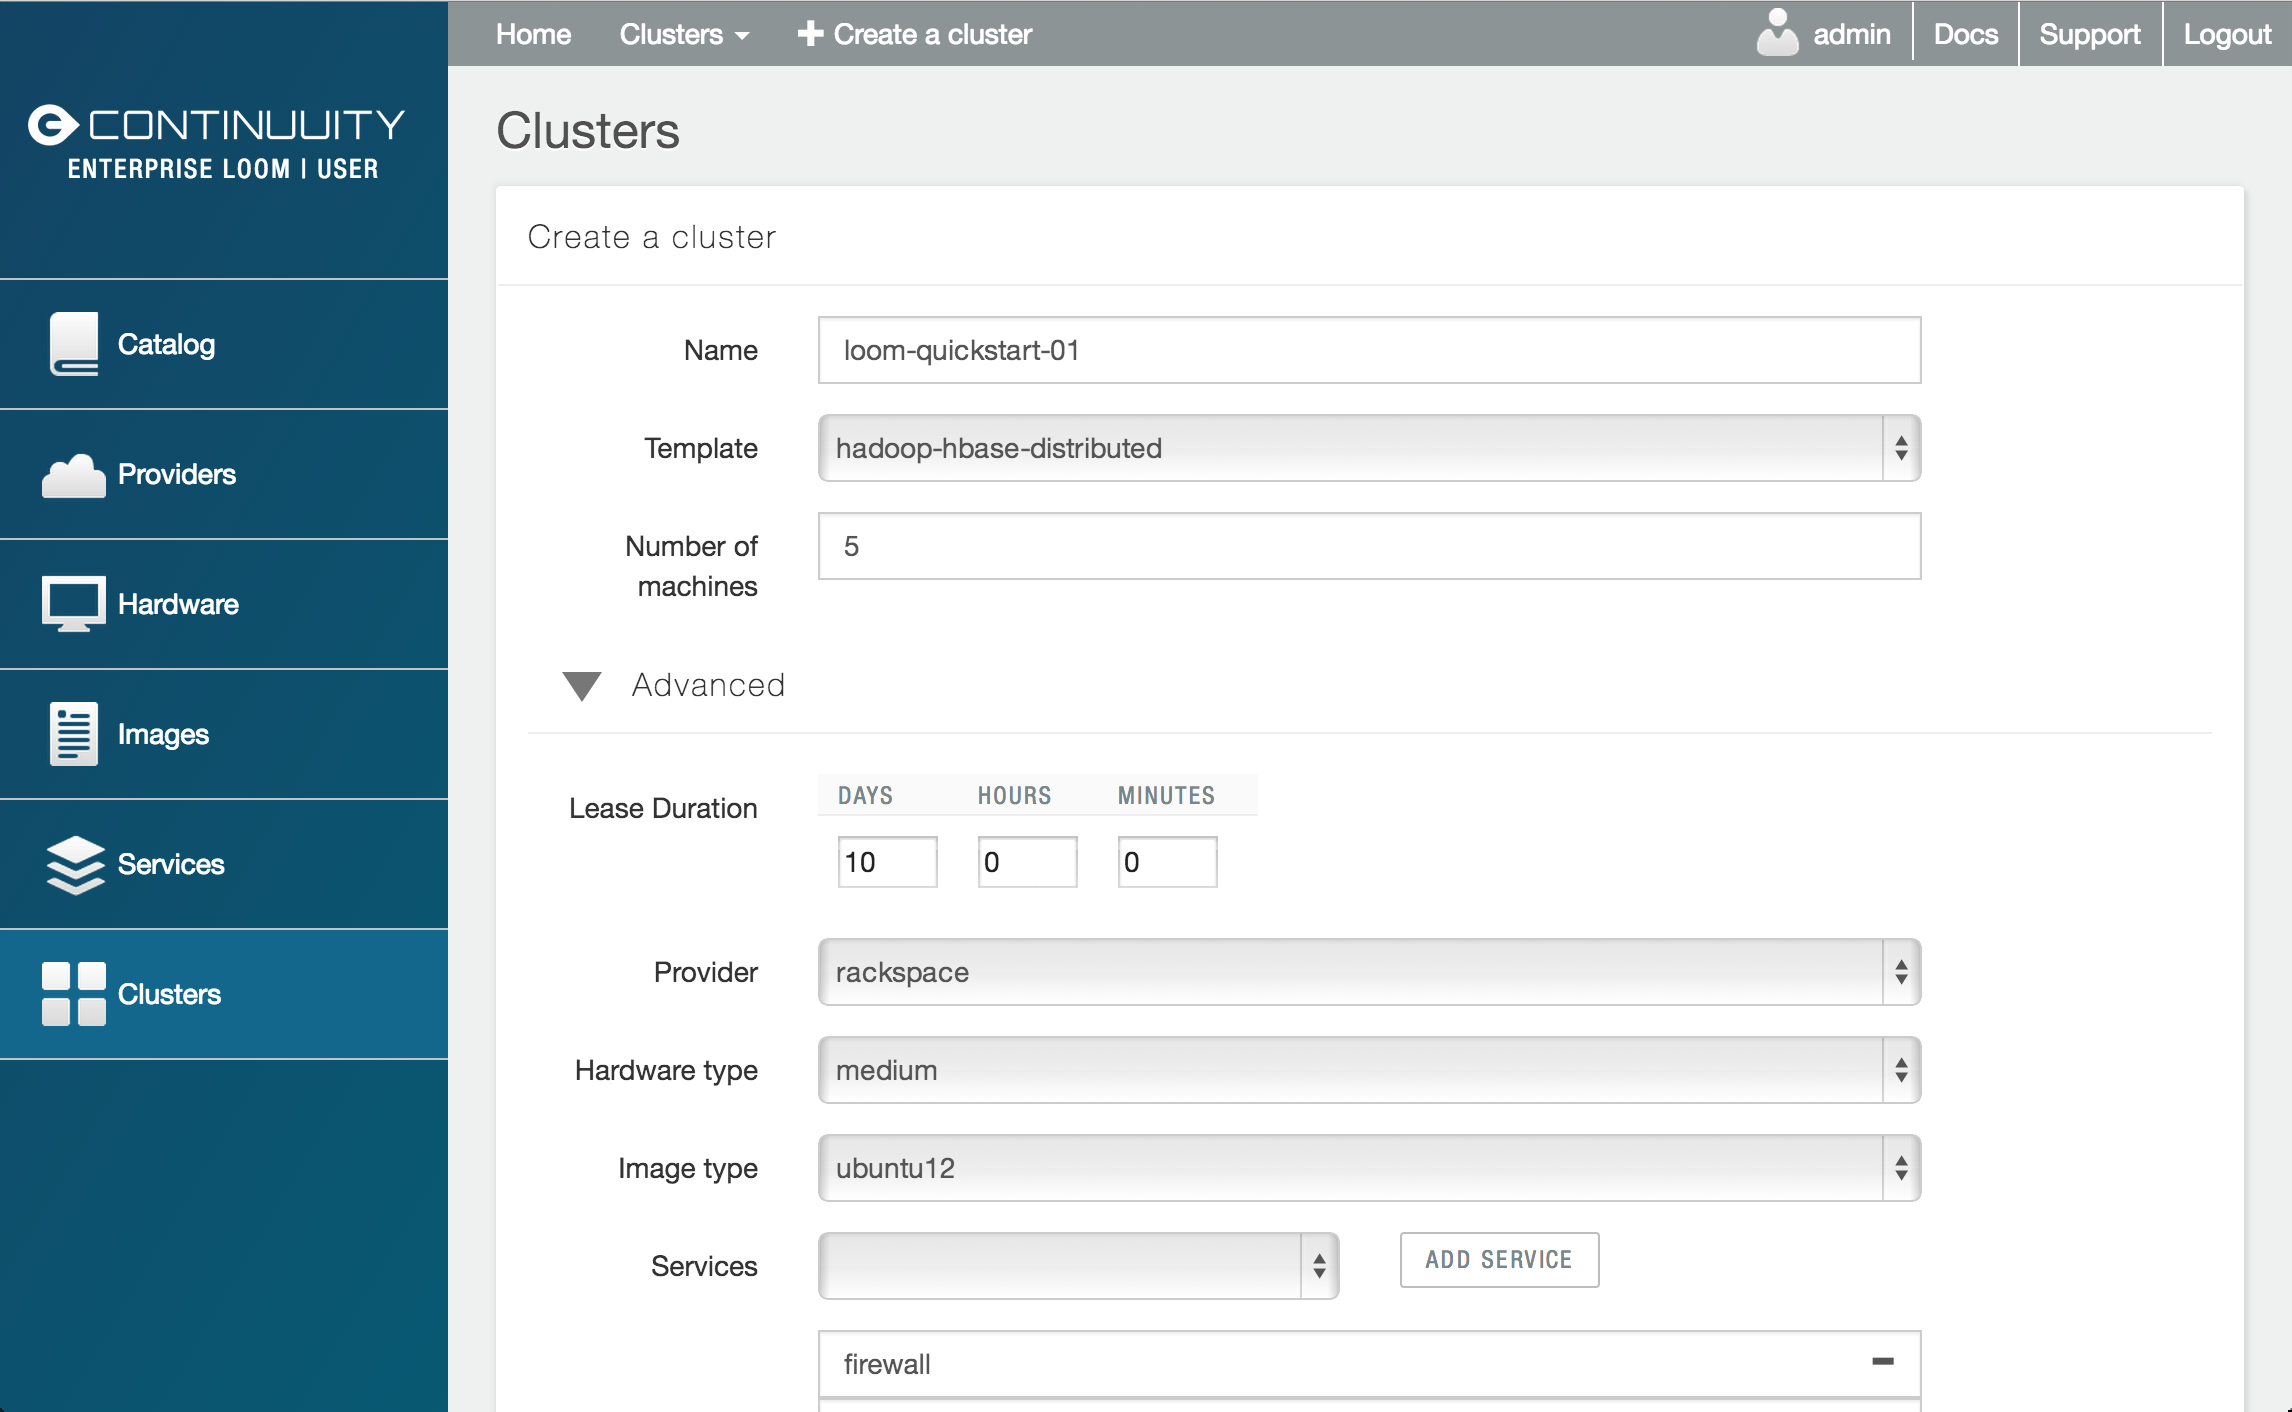 Home Clusters Create a cluster admin Docs Support Logout
CONTINUUITY
ENTERPRISE LOOM | USER
Catalog
Providers
Hardware
Images
Services
Clusters
Clusters
Create a cluster
Name loom-quickstart-01
Template hadoop-hbase-distributed
Number of machines 5
Advanced
Lease Duration DAYS HOURS MINUTES
10 0 0
Provider rackspace
Hardware type medium
Image type ubuntu12
Services ADD SERVICE
firewall